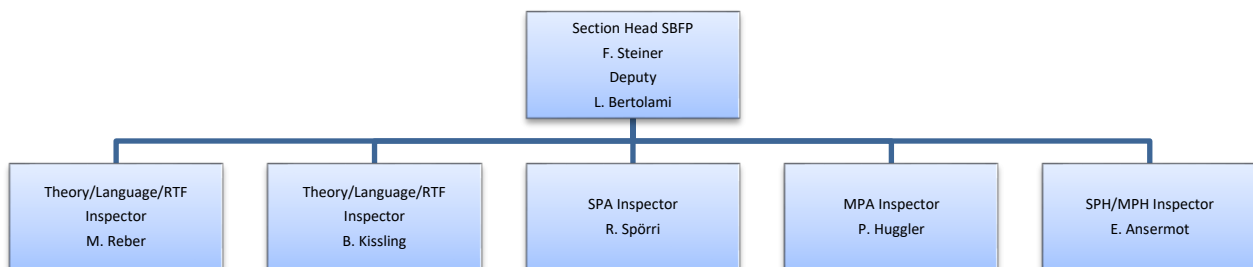 Section Head SBFP
F. Steiner
Deputy
L. Bertolami
Theory/Language/RTF
Inspector
M. Reber
Theory/Language/RTF
Inspector
B. Kissling
SPA Inspector
R. Spörri
MPA Inspector
P. Huggler
SPH/MPH Inspector
E. Ansermot